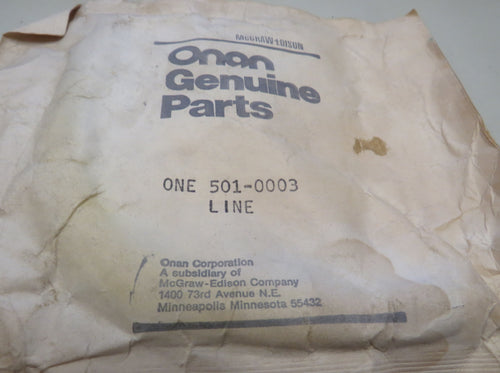 McGRAW-EDISON
Onan
Genuine
Parts
ONE 501-0003
LINE
Onan Corporation
A subsidiary of
McGraw-Edison Company
1400 73rd Avenue N.E.
Minneapolis Minnesota 55432